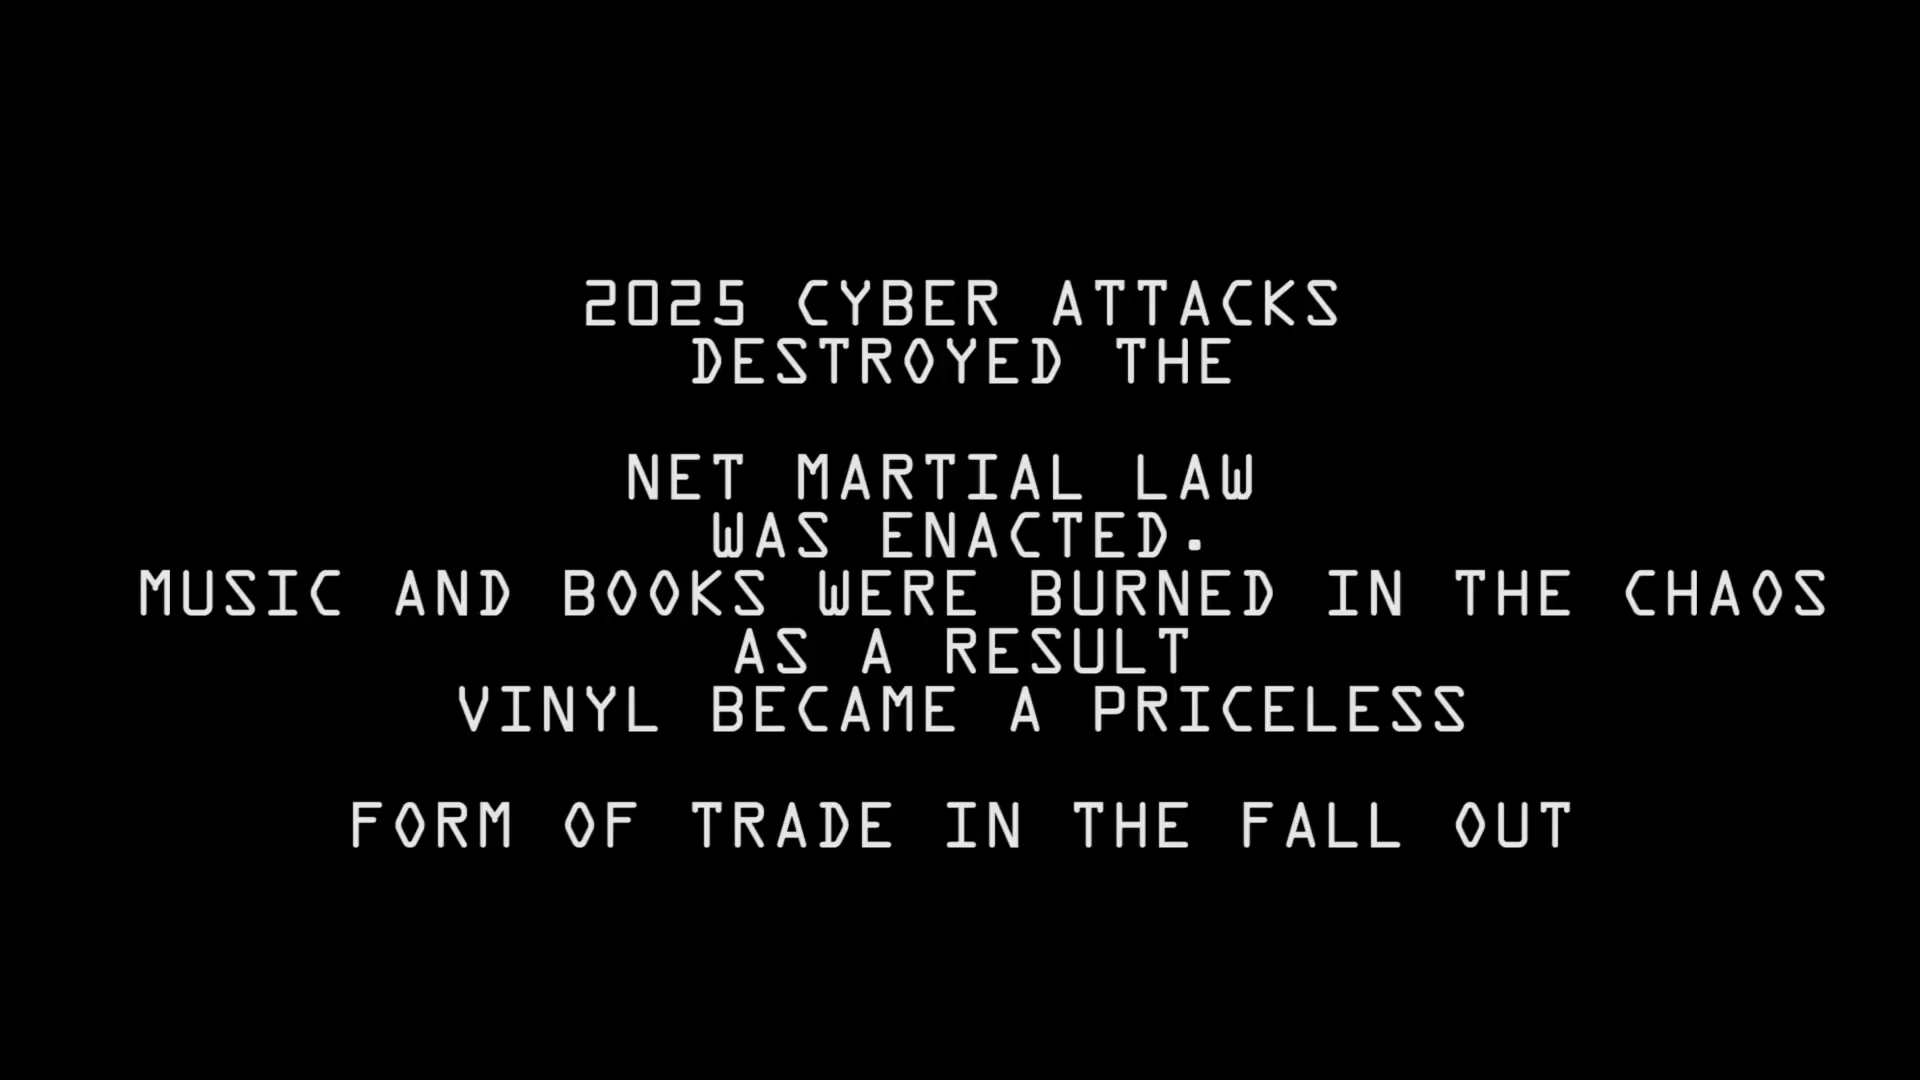 2025 CYBER ATTACKS
DESTROYED THE
NET MARTIAL LAW
WAS ENACTED.
MUSIC AND BOOKS WERE BURNED IN THE CHAOS
AS A RESULT
VINYL BECAME A PRICELESS
FORM OF TRADE IN THE FALL OUT